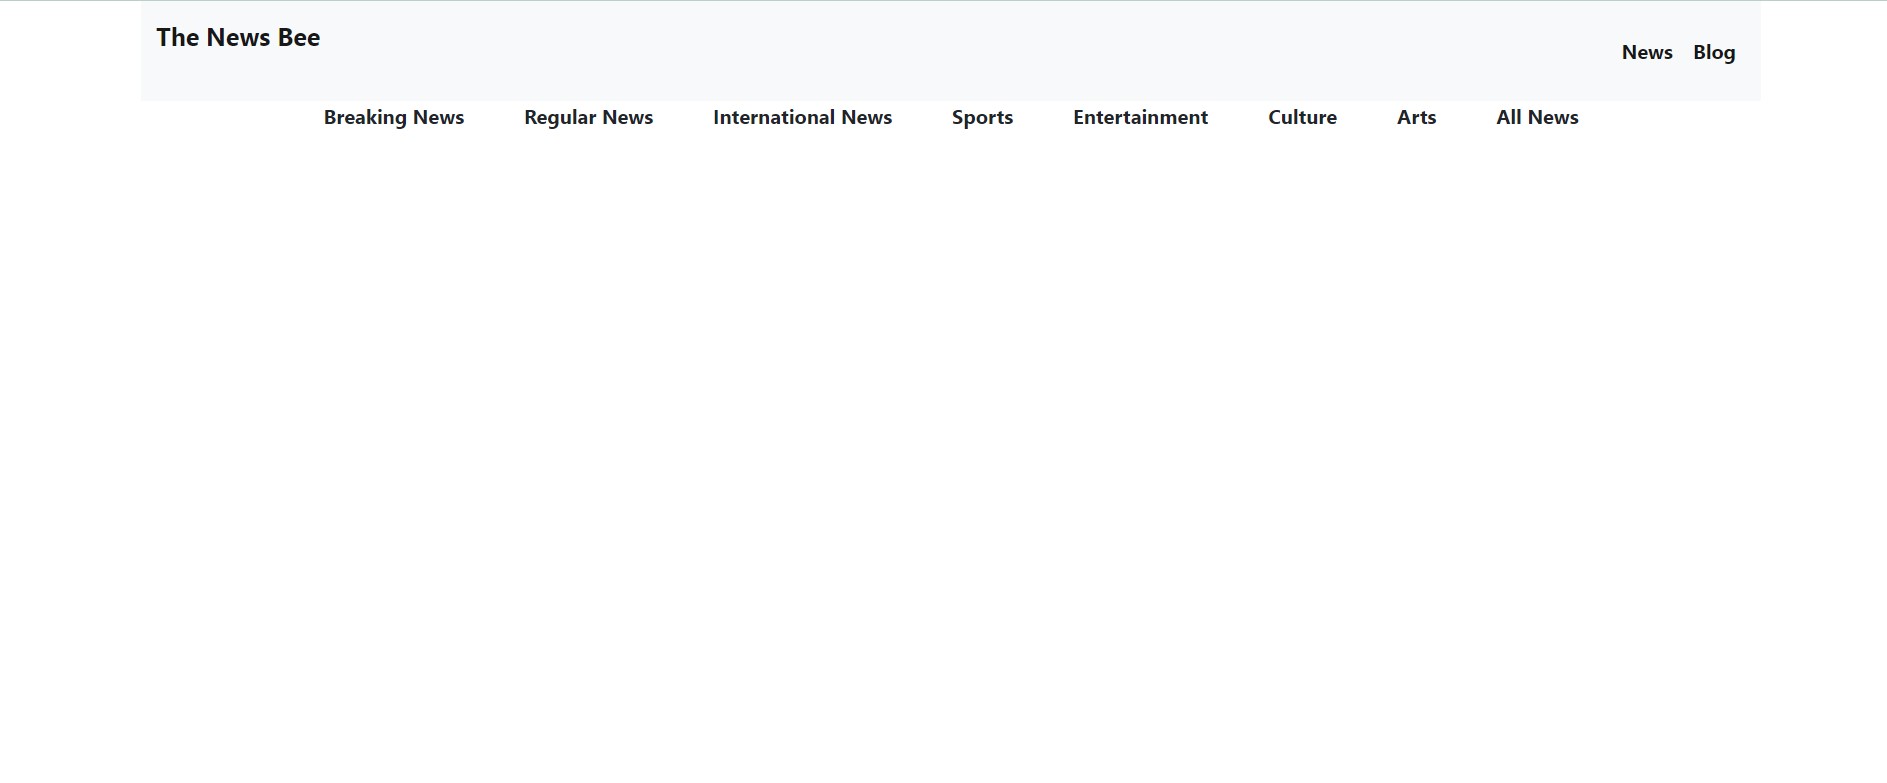 The News Bee
News Blog
Breaking News Regular News International News Sports Entertainment Culture Arts All News